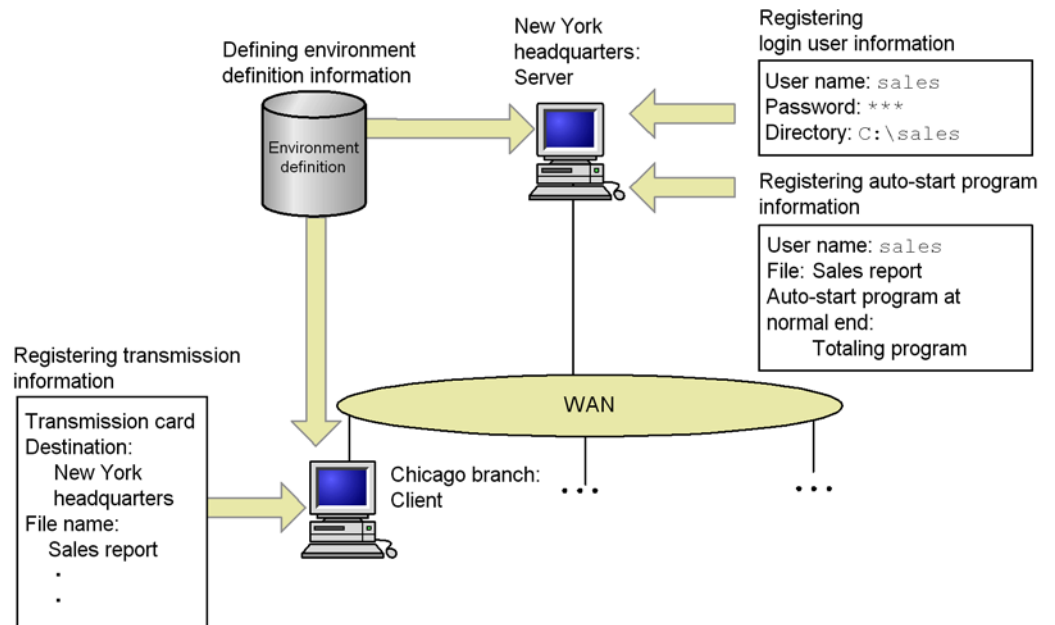 Defining environment
definition information
Environment
definition
New York
headquarters:
Server
Registering
login user information
User name: sales
Password: ***
Directory: C:\sales
Registering auto-start program
information
User name: sales
File: Sales report
Auto-start program at
normal end:
Totaling program
Registering transmission
information
Transmission card
Destination:
New York
headquarters
File name:
Sales report
.
.
WAN
Chicago branch:
Client
...
...